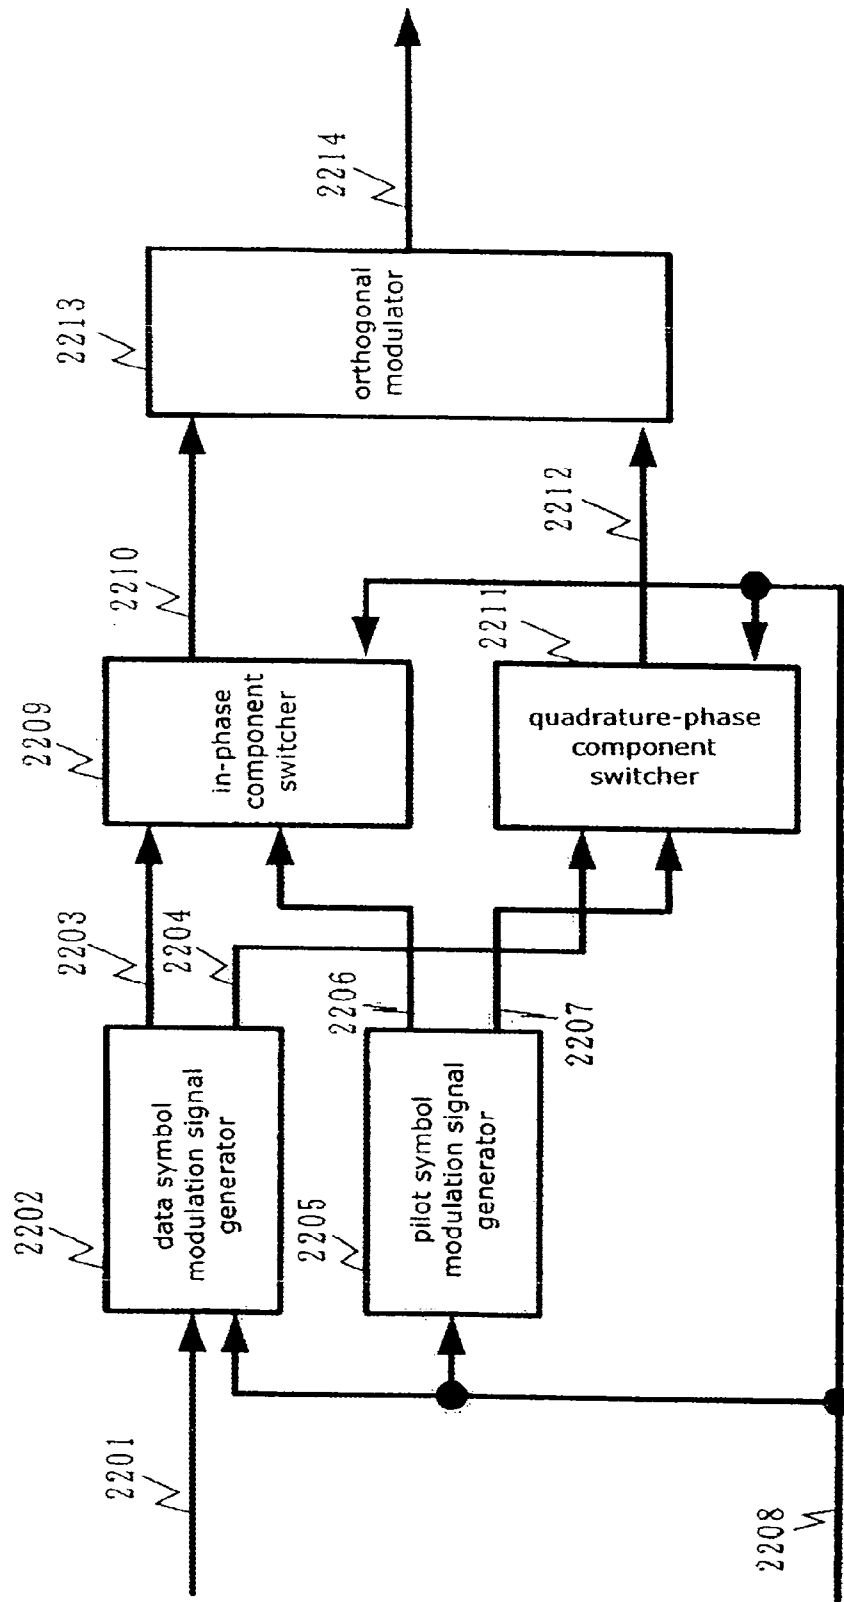 2201
2202
data symbol
modulation signal
generator
2203
2204
2205
pilot symbol
modulation signal
generator
2206
2207
2208
2209
in-phase
component
switcher
2210
2211
quadrature-phase
component
switcher
2212
2213
orthogonal
modulator
2214